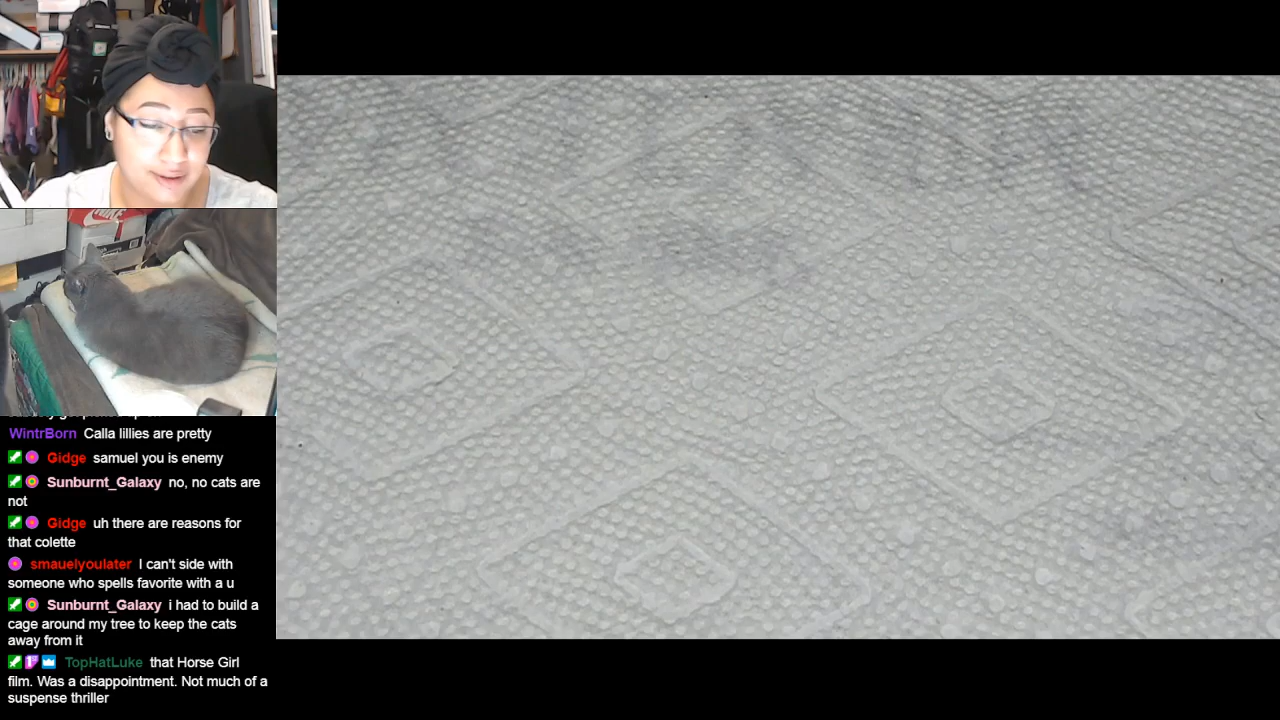 WintrBorn Calla lillies are pretty
Gidge samuel you is enemy
Sunburnt_Galaxy no, no cats are
not
Gidge uh there are reasons for
that colette
smauelyoulater I can't side with
someone who spells favorite with a u
Sunburnt_Galaxy i had to build a
cage around my tree to keep the cats
away from it
TopHatLuke that Horse Girl
film. Was a disappointment. Not much of a
suspense thriller